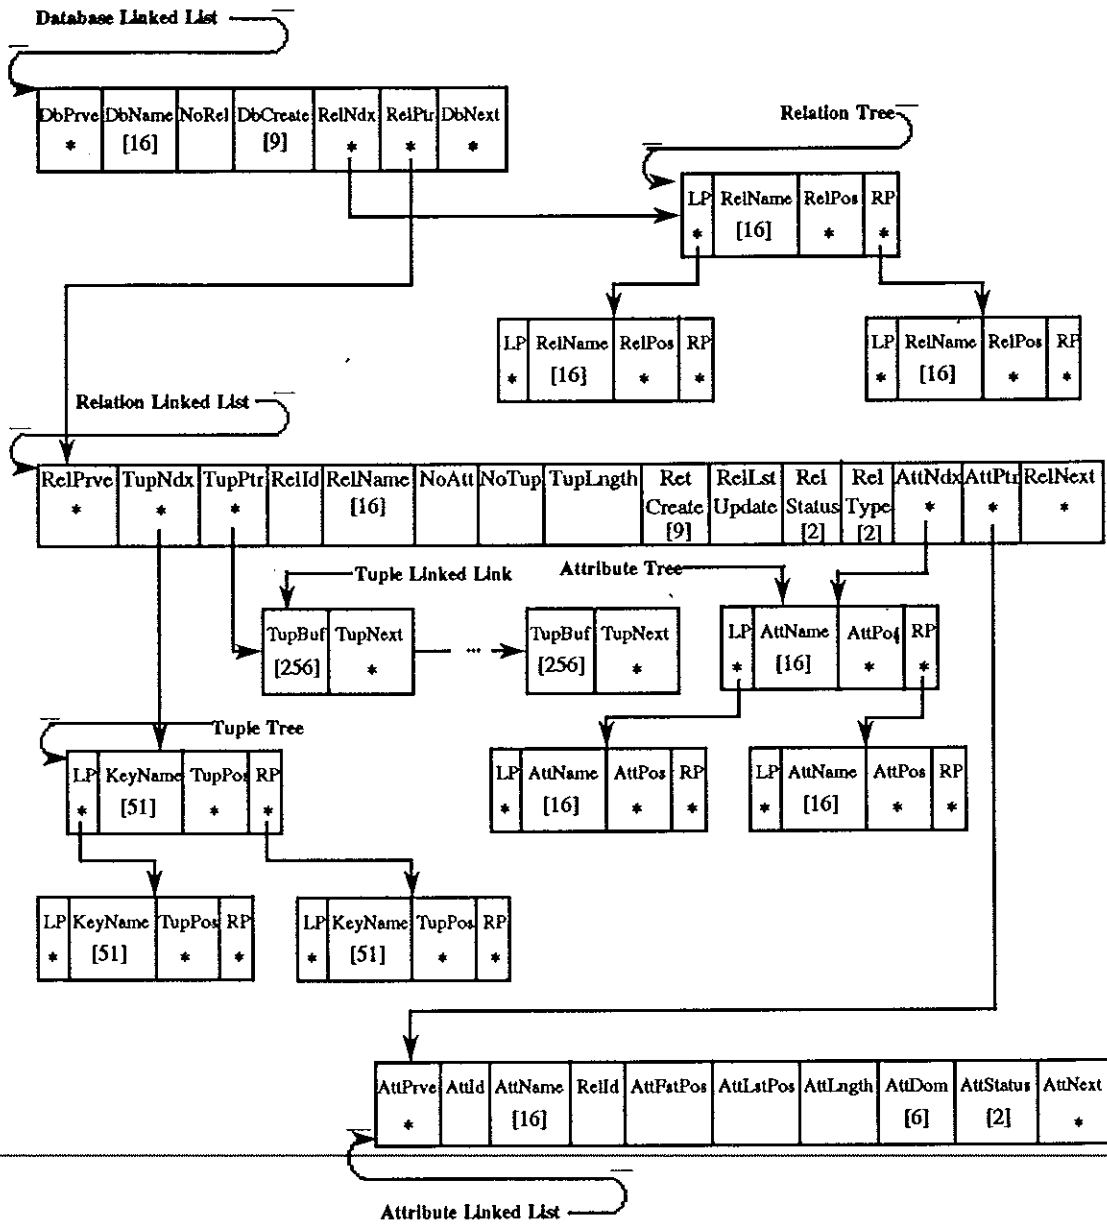 Database Linked List
DbPrve DbName NoRel DbCreate RelNdx RelPtr DbNext
* [16] [9] * * *
Relation Tree
LP RelName RelPos RP
* [16] * *
LP RelName RelPos RP
* [16] * *
LP RelName RelPos RP
* [16] * *
Relation Linked List
RelPrve TupNdx TupPtr RelId RelName NoAtt NoTup TupLngth Ret RelLst Rel Rel AttNdx AttPtr RelNext
* * * [16] Create Update Status Type * * *
[9] [2] [2]
Tuple Linked Link
Attribute Tree
TupBuf TupNext
[256] *
...
TupBuf TupNext
[256] *
LP AttName AttPos RP
* [16] * *
Tuple Tree
LP KeyName TupPos RP
* [51] * *
LP AttName AttPos RP
* [16] * *
LP AttName AttPos RP
* [16] * *
LP KeyName TupPos RP
* [51] * *
LP KeyName TupPos RP
* [51] * *
AttPrve AttId AttName RelId AttFstPos AttLstPos AttLngth AttDom AttStatus AttNext
* [16] [6] [2] *
Attribute Linked List